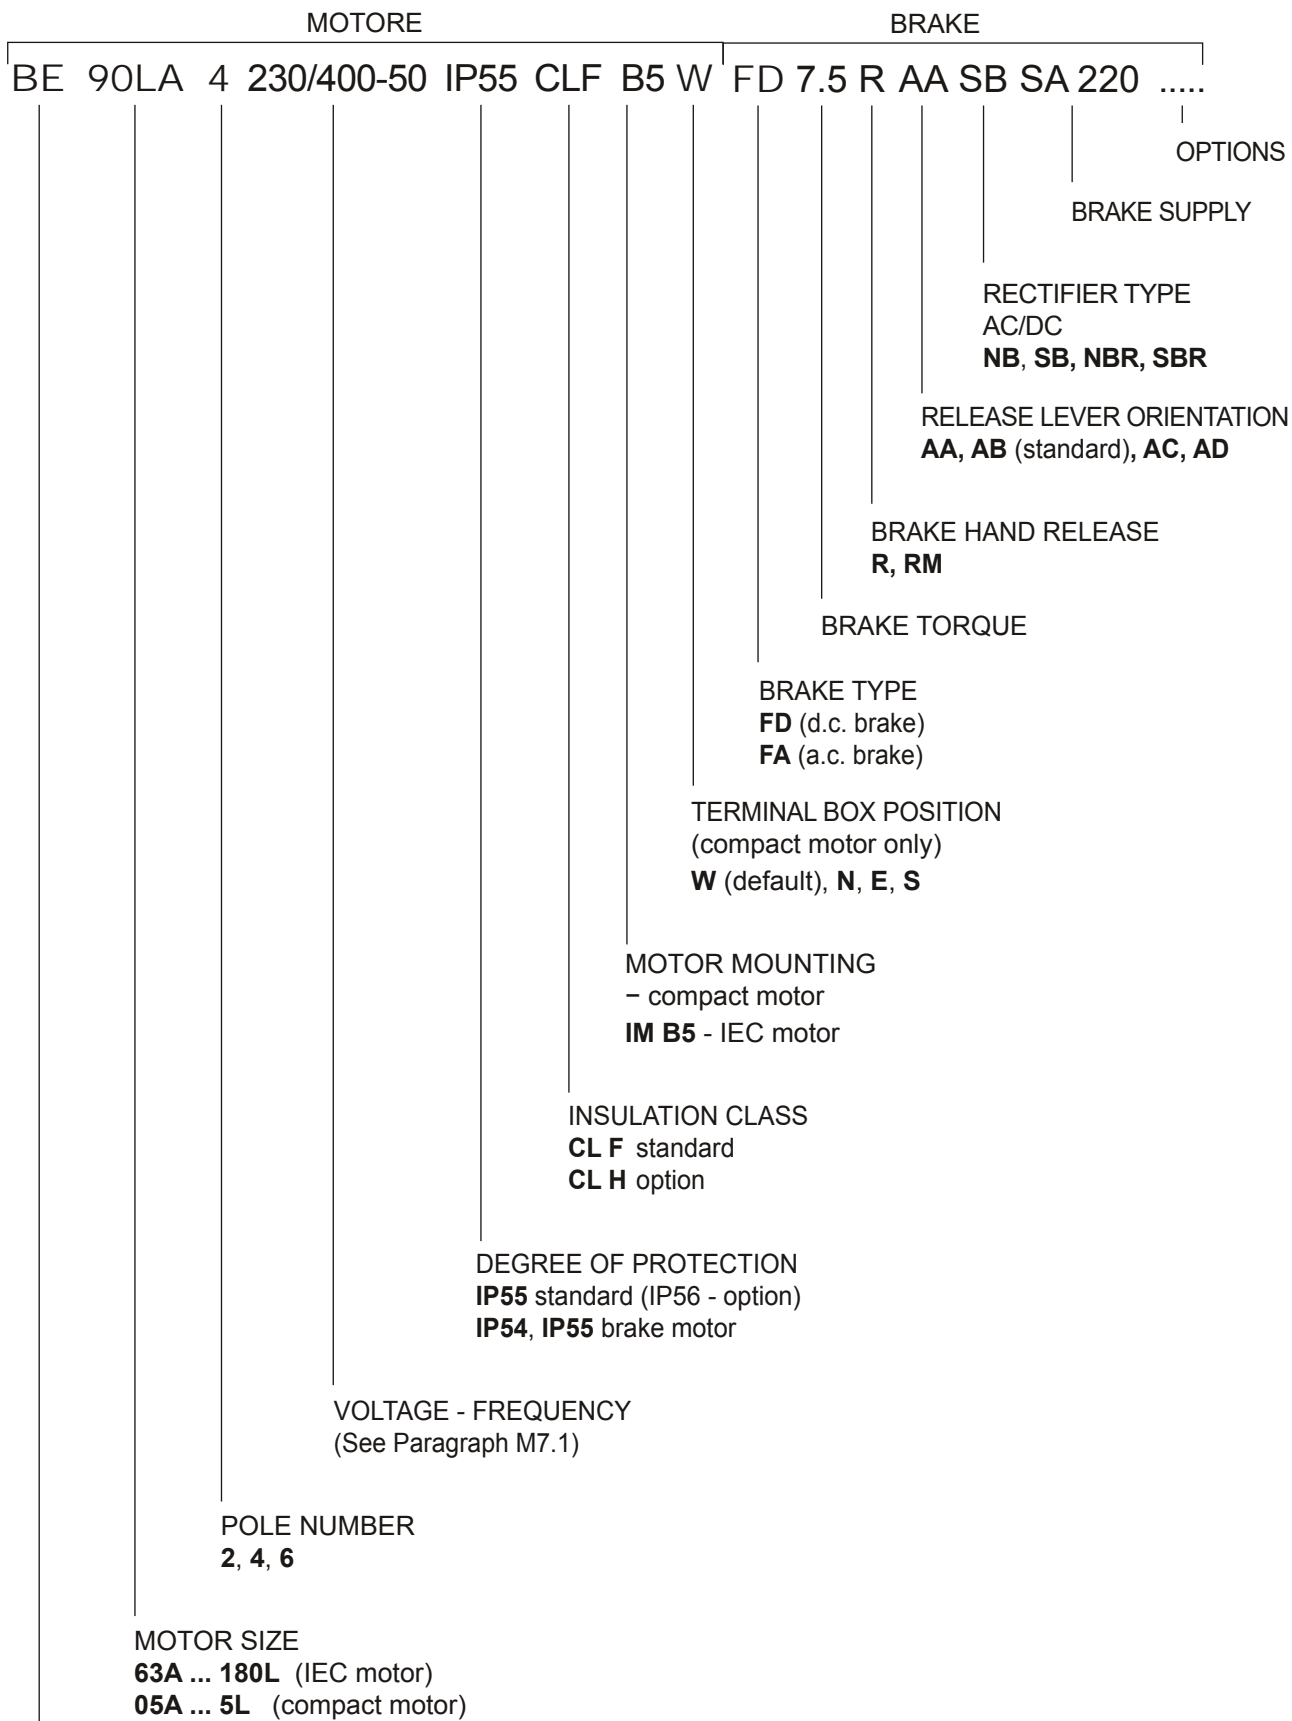 MOTORE BRAKE
BE 90LA 4 230/400-50 IP55 CLF B5 W FD 7.5 R AA SB SA 220 .....
OPTIONS
BRAKE SUPPLY
RECTIFIER TYPE
AC/DC
NB, SB, NBR, SBR
RELEASE LEVER ORIENTATION
AA, AB (standard), AC, AD
BRAKE HAND RELEASE
R, RM
BRAKE TORQUE
BRAKE TYPE
FD (d.c. brake)
FA (a.c. brake)
TERMINAL BOX POSITION
(compact motor only)
W (default), N, E, S
MOTOR MOUNTING
− compact motor
IM B5 - IEC motor
INSULATION CLASS
CL F standard
CL H option
DEGREE OF PROTECTION
IP55 standard (IP56 - option)
IP54, IP55 brake motor
VOLTAGE - FREQUENCY
(See Paragraph M7.1)
POLE NUMBER
2, 4, 6
MOTOR SIZE
63A ... 180L (IEC motor)
05A ... 5L (compact motor)